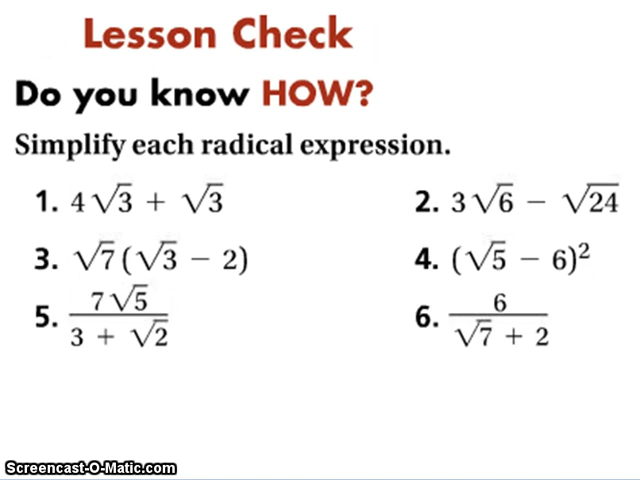 Lesson Check
Do you know HOW?
Simplify each radical expression.
1. 4√3 + √3
2. 3√6 − √24
3. √7(√3 − 2)
4. (√5 − 6)²
5. 7√5 / (3 + √2)
6. 6 / (√7 + 2)
Screencast-O-Matic.com